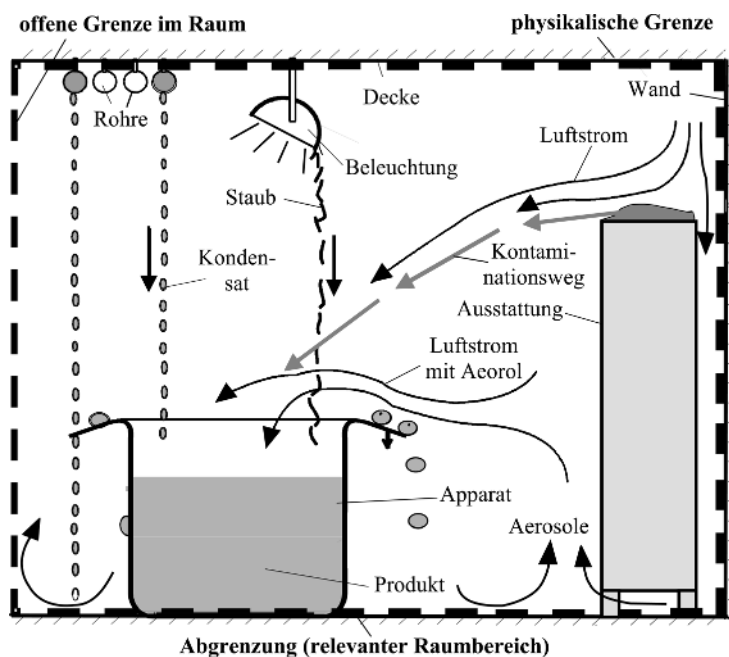 offene Grenze im Raum
physikalische Grenze
Decke
Wand
Rohre
Luftstrom
Beleuchtung
Staub
Konden-
sat
Kontami-
nationsweg
Ausstattung
Luftstrom
mit Aeorol
Apparat
Aerosole
Produkt
Abgrenzung (relevanter Raumbereich)